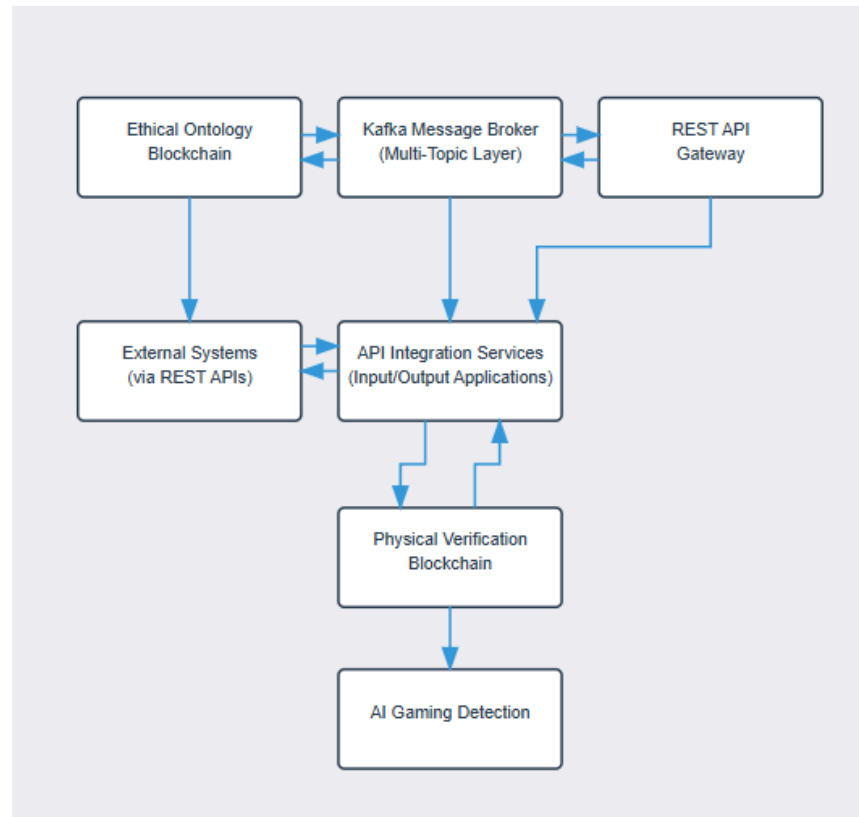 Ethical Ontology
Blockchain
Kafka Message Broker
(Multi-Topic Layer)
REST API
Gateway
External Systems
(via REST APIs)
API Integration Services
(Input/Output Applications)
Physical Verification
Blockchain
AI Gaming Detection